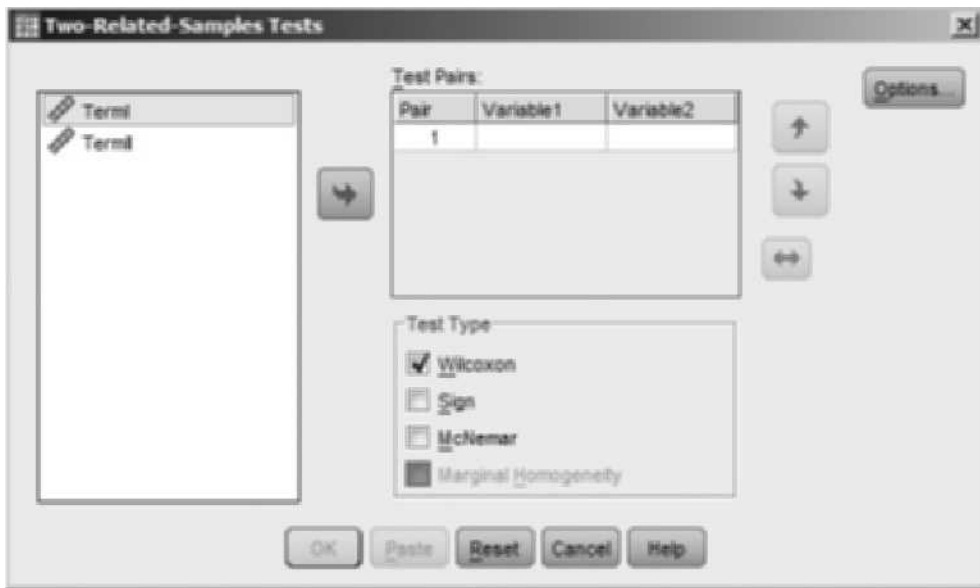 Two-Related-Samples Tests
TermI
TermII
Test Pairs:
Pair Variable1 Variable2
1
Options...
Test Type
Wilcoxon
Sign
McNemar
Marginal Homogeneity
OK Paste Reset Cancel Help